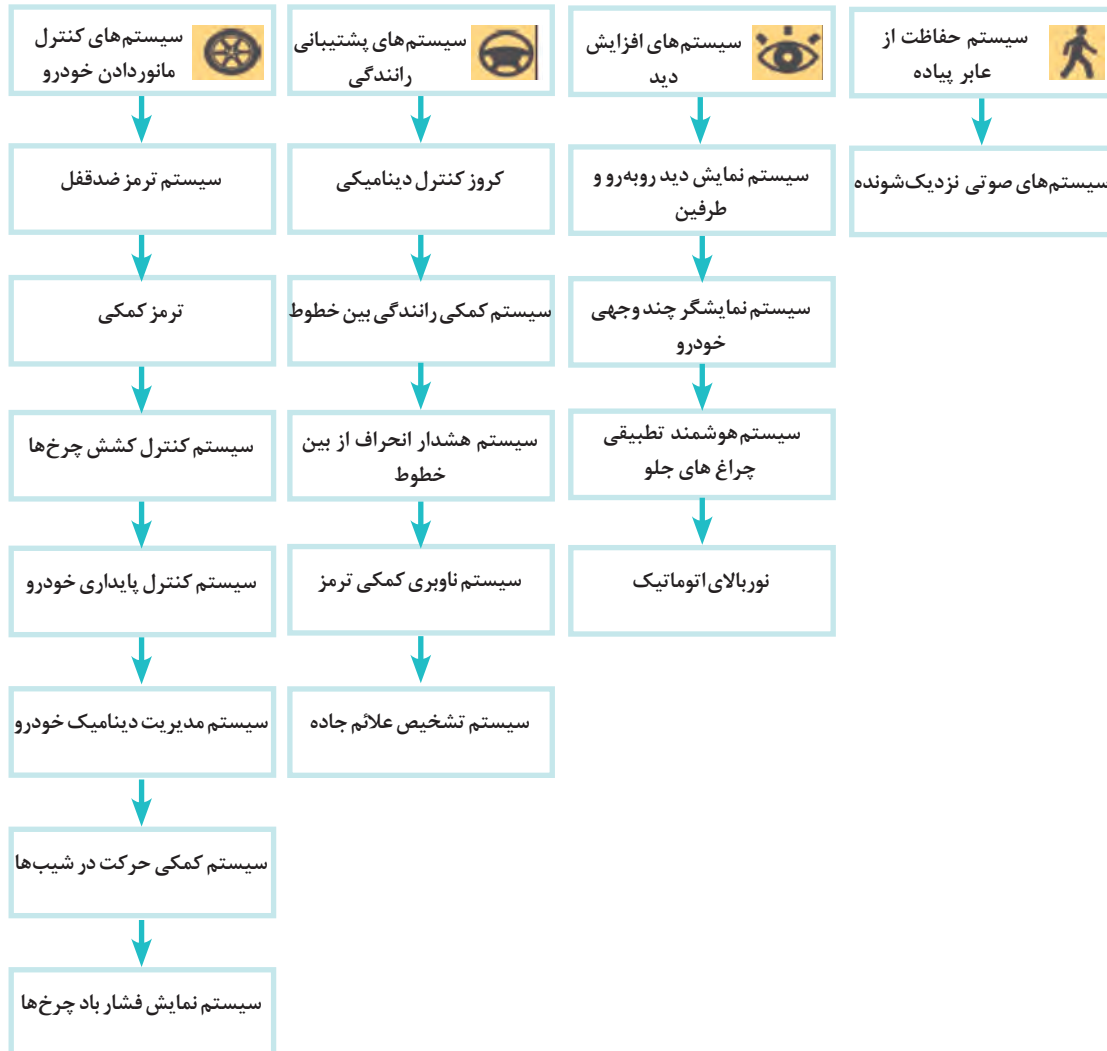 سیستم حفاظت از
عابر پیاده
سیستم‌های صوتی نزدیک‌شونده
سیستم‌های افزایش
دید
سیستم نمایش دید روبه‌رو و
طرفین
سیستم نمایشگر چند وجهی
خودرو
سیستم هوشمند تطبیقی
چراغ های جلو
نوربالای اتوماتیک
سیستم‌های پشتیبانی
رانندگی
کروز کنترل دینامیکی
سیستم کمکی رانندگی بین خطوط
سیستم هشدار انحراف از بین
خطوط
سیستم ناوبری کمکی ترمز
سیستم تشخیص علائم جاده
سیستم‌های کنترل
مانوردادن خودرو
سیستم ترمز ضدقفل
ترمز کمکی
سیستم کنترل کشش چرخ‌ها
سیستم کنترل پایداری خودرو
سیستم مدیریت دینامیک خودرو
سیستم کمکی حرکت در شیب‌ها
سیستم نمایش فشار باد چرخ‌ها